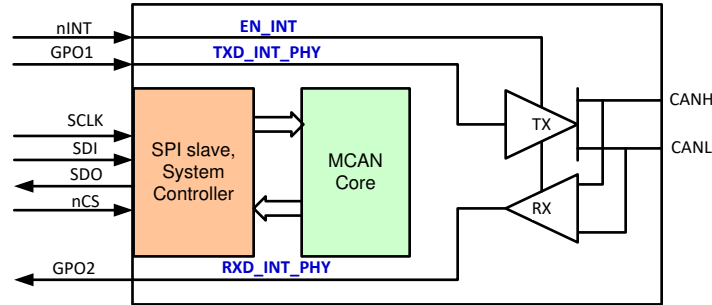 nINT
EN_INT
GPO1
TXD_INT_PHY
SCLK
SDI
SDO
nCS
SPI slave,
System
Controller
MCAN
Core
TX
RX
CANH
CANL
GPO2
RXD_INT_PHY